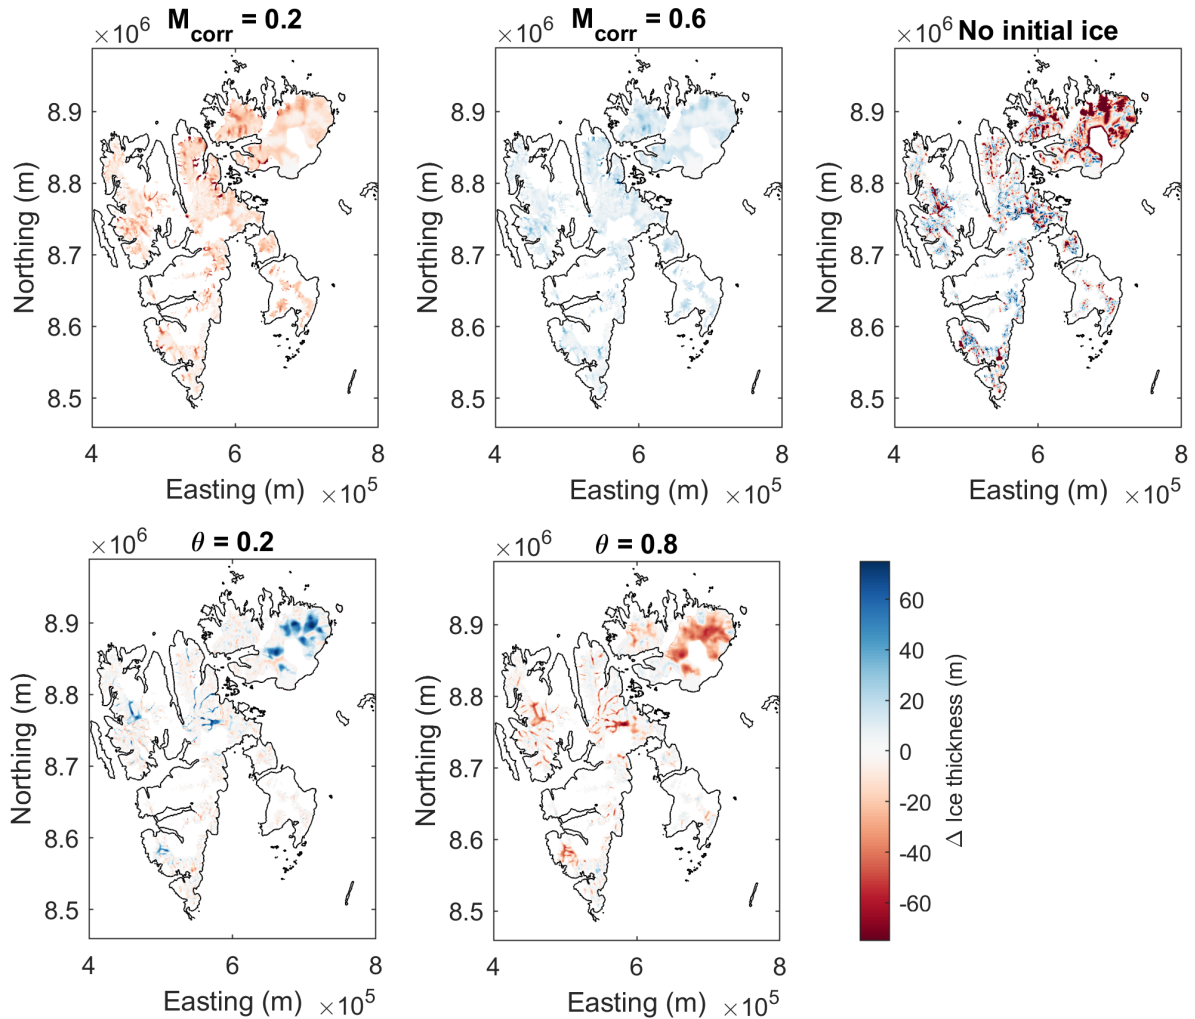 ×10⁶ M_corr = 0.2
8.9
8.8
8.7
8.6
8.5
Northing (m)
4 6 8
Easting (m) ×10⁵
×10⁶ M_corr = 0.6
8.9
8.8
8.7
8.6
8.5
Northing (m)
4 6 8
Easting (m) ×10⁵
×10⁶ No initial ice
8.9
8.8
8.7
8.6
8.5
Northing (m)
4 6 8
Easting (m) ×10⁵
×10⁶ θ = 0.2
8.9
8.8
8.7
8.6
8.5
Northing (m)
4 6 8
Easting (m) ×10⁵
×10⁶ θ = 0.8
8.9
8.8
8.7
8.6
8.5
Northing (m)
4 6 8
Easting (m) ×10⁵
60
40
20
0
-20
-40
-60
Δ Ice thickness (m)